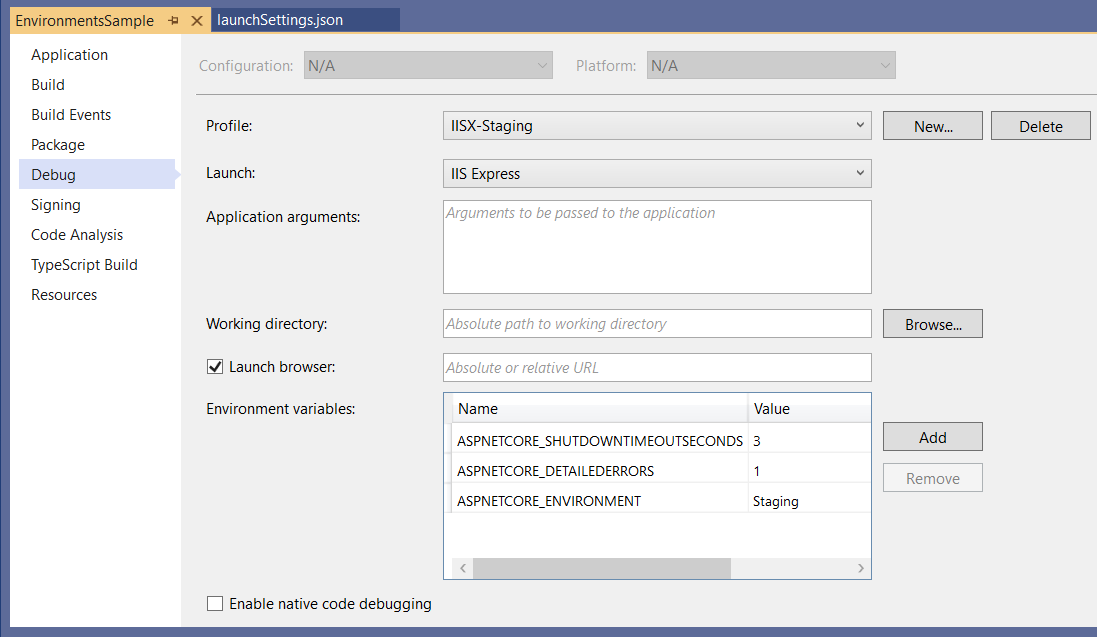 EnvironmentsSample
launchSettings.json
Application
Build
Build Events
Package
Debug
Signing
Code Analysis
TypeScript Build
Resources
Configuration: N/A Platform: N/A
Profile: IISX-Staging New... Delete
Launch: IIS Express
Application arguments: Arguments to be passed to the application
Working directory: Absolute path to working directory Browse...
Launch browser: Absolute or relative URL
Environment variables:
Name Value
ASPNETCORE_SHUTDOWNTIMEOUTSECONDS 3
ASPNETCORE_DETAILEDERRORS 1
ASPNETCORE_ENVIRONMENT Staging
Add
Remove
Enable native code debugging